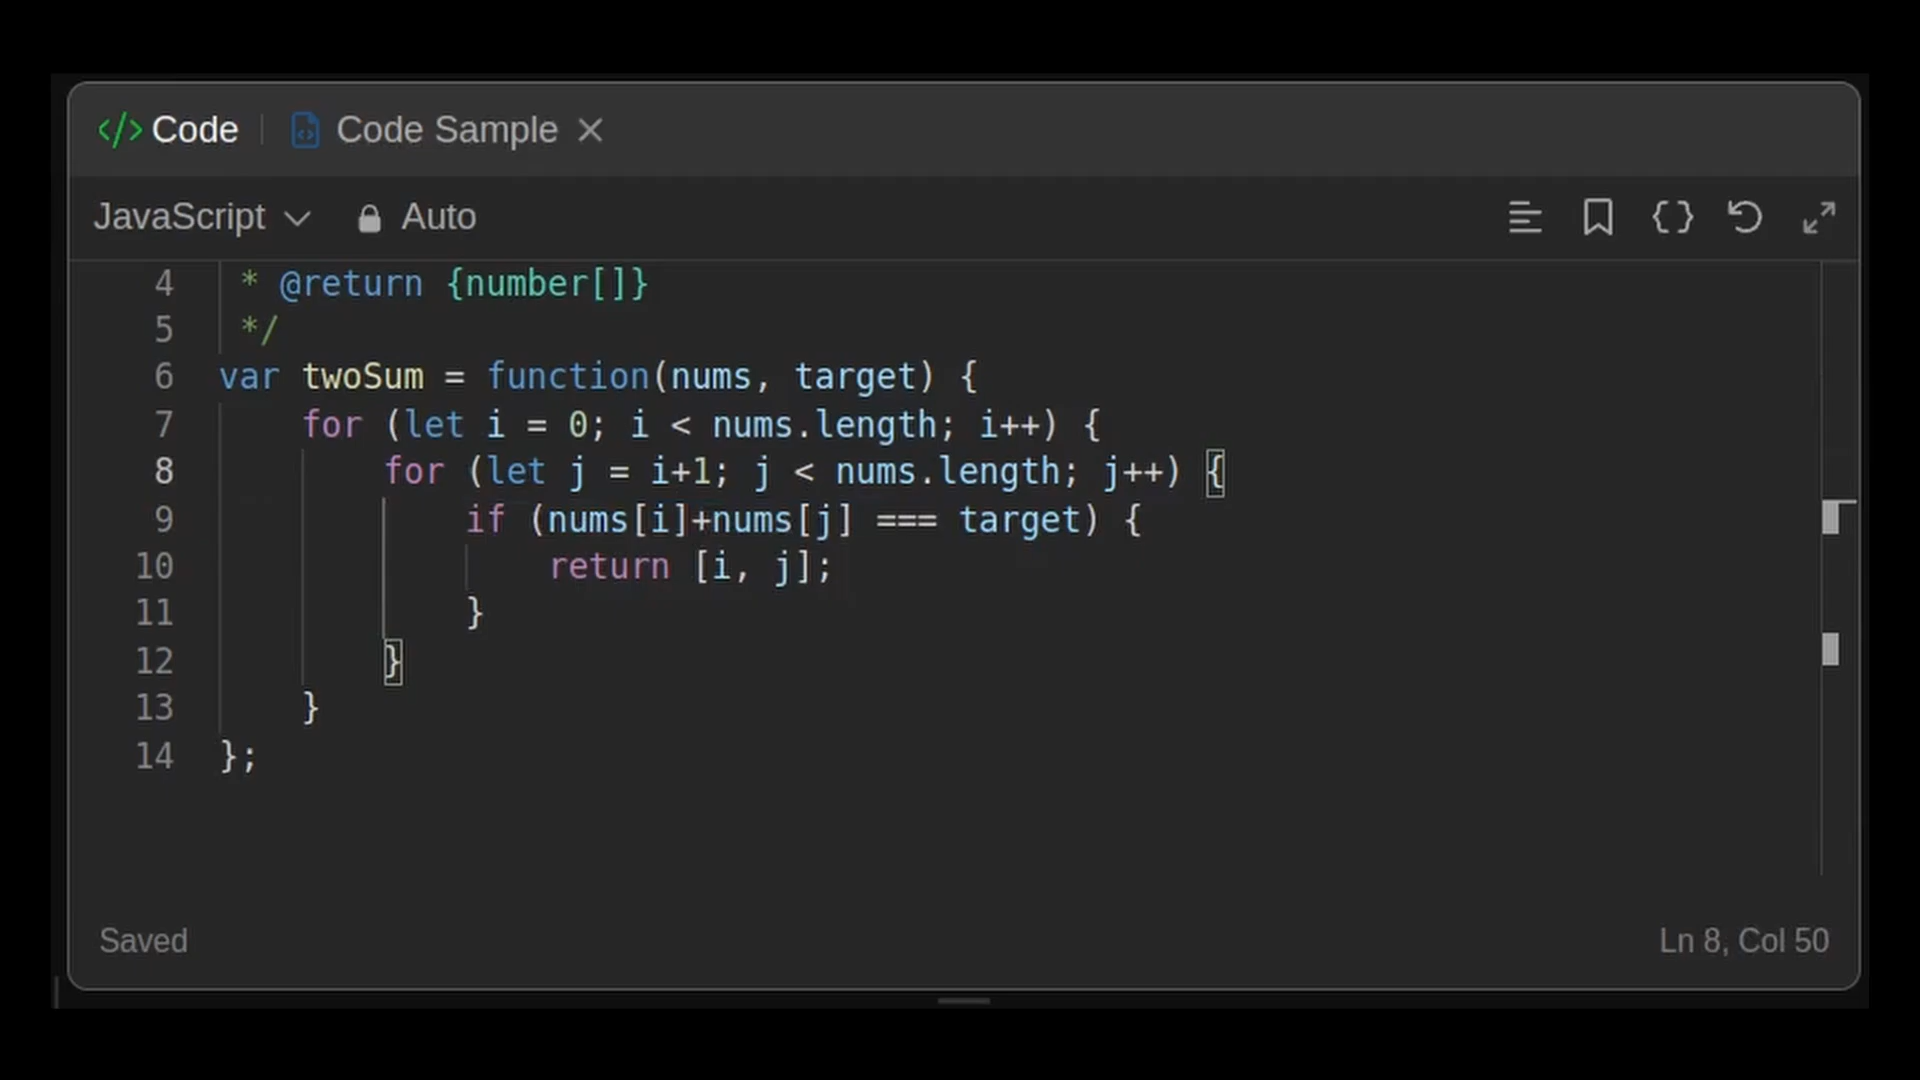 </> Code | Code Sample ×
JavaScript Auto {}
4 * @return {number[]}
5 */
6 var twoSum = function(nums, target) {
7     for (let i = 0; i < nums.length; i++) {
8         for (let j = i+1; j < nums.length; j++) {
9             if (nums[i]+nums[j] === target) {
10                 return [i, j];
11             }
12         }
13     }
14 };
Saved Ln 8, Col 50